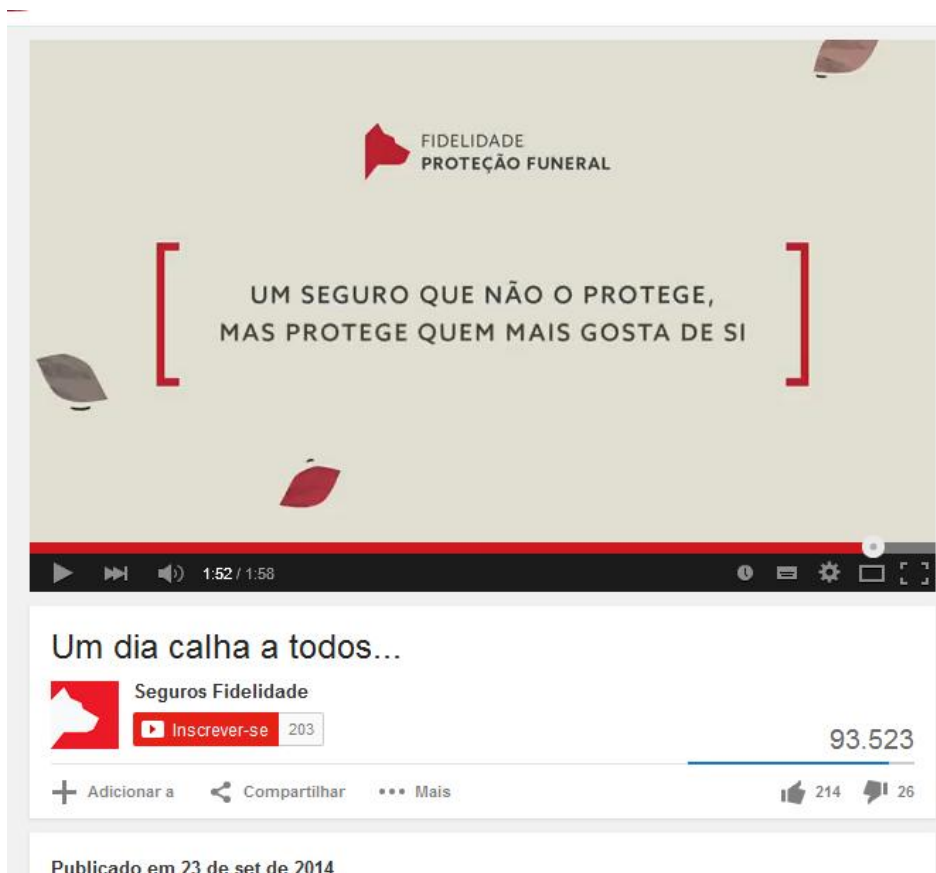 FIDELIDADE
PROTEÇÃO FUNERAL
UM SEGURO QUE NÃO O PROTEGE,
MAS PROTEGE QUEM MAIS GOSTA DE SI
1:52 / 1:58
Um dia calha a todos...
Seguros Fidelidade
Inscrever-se 203
93.523
Adicionar a Compartilhar Mais 214 26
Publicado em 23 de set de 2014